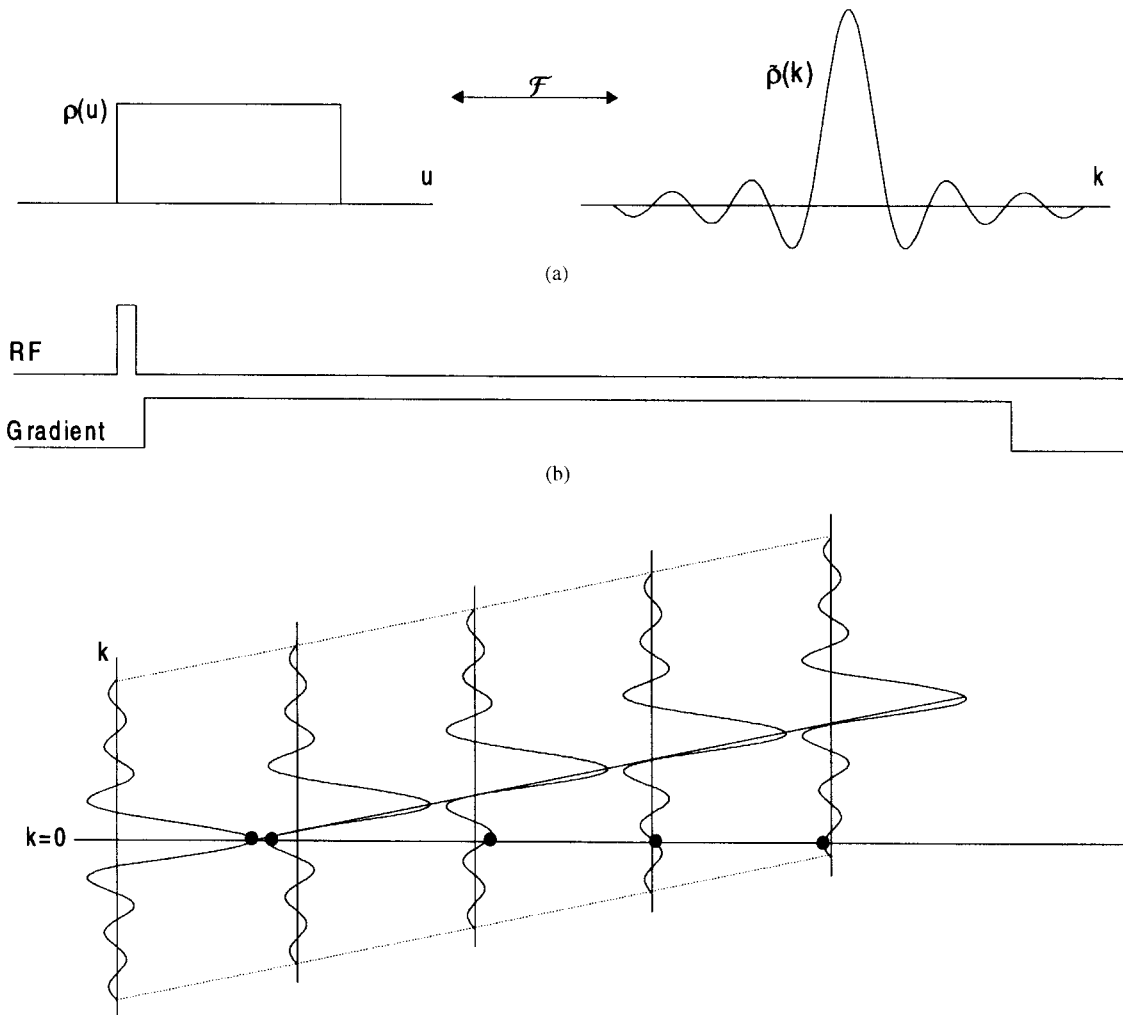 ρ(u)
u
ℱ
ρ̃(k)
k
(a)
RF
Gradient
(b)
k
k=0